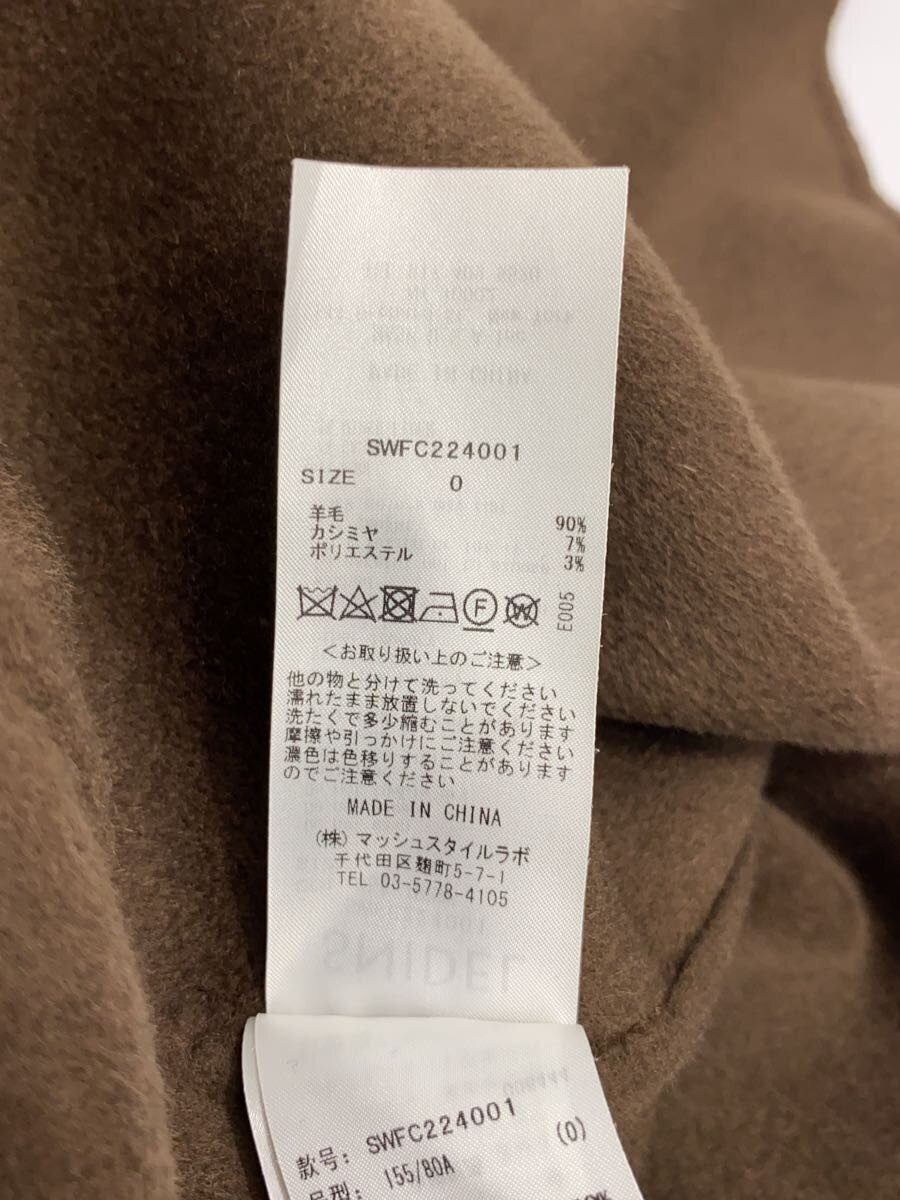 SWFC224001
SIZE 0
羊毛 90%
カシミヤ 7%
ポリエステル 3%
F W E005
<お取り扱い上のご注意>
他の物と分けて洗ってください
濡れたまま放置しないでください
洗たくで多少縮むことがあります
摩擦や引っかけにご注意ください
濃色は色移りすることがあります
のでご注意ください
MADE IN CHINA
(株)マッシュスタイルラボ
千代田区麹町5-7-1
TEL 03-5778-4105
SNIDEL
款号: SWFC224001 (0)
号型: 155/80A